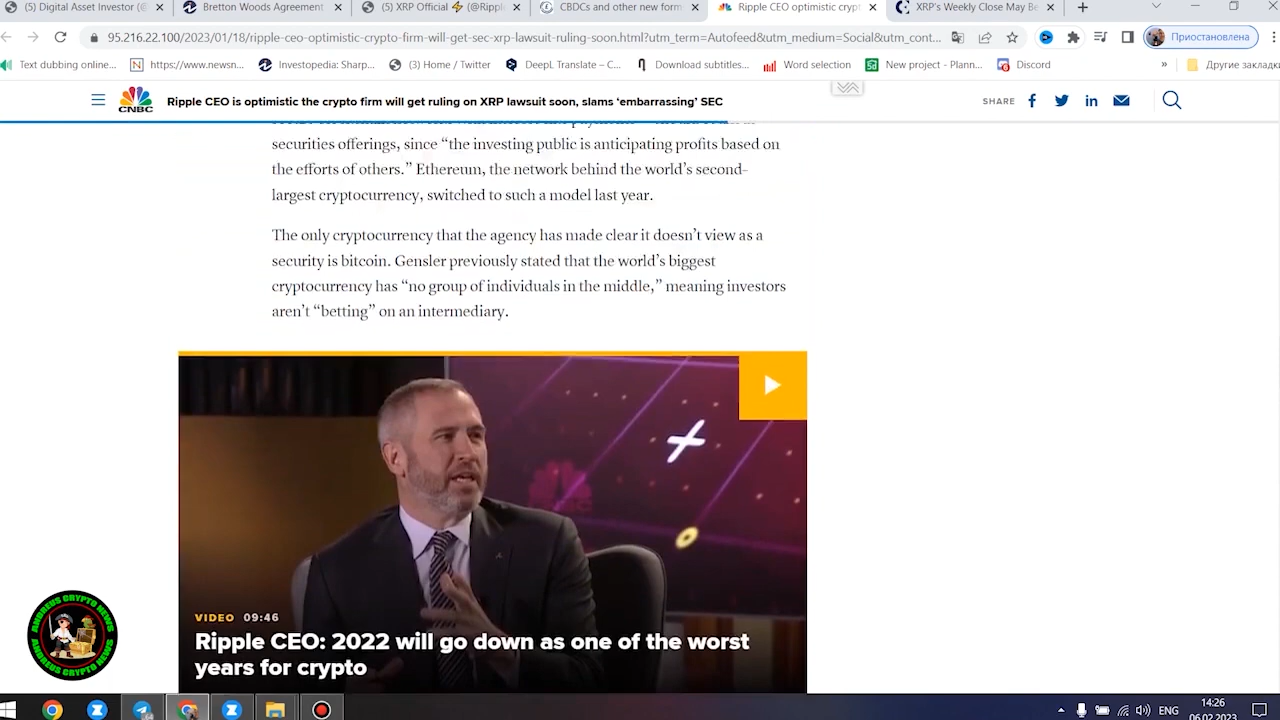 (5) Digital Asset Investor (@
Bretton Woods Agreement
(5) XRP Official ⚡ (@Ripple
CBDCs and other new form
Ripple CEO optimistic crypt
XRP's Weekly Close May Be
95.216.22.100/2023/01/18/ripple-ceo-optimistic-crypto-firm-will-get-sec-xrp-lawsuit-ruling-soon.html?utm_term=Autofeed&utm_medium=Social&utm_cont...
Приостановлена
Text dubbing online...
https://www.newsn...
Investopedia: Sharp...
(3) Home / Twitter
DeepL Translate – C...
Download subtitles...
Word selection
New project - Plann...
Discord
»
Другие закладки
CNBC
Ripple CEO is optimistic the crypto firm will get ruling on XRP lawsuit soon, slams ‘embarrassing’ SEC
SHARE
securities offerings, since “the investing public is anticipating profits based on
the efforts of others.” Ethereum, the network behind the world’s second-
largest cryptocurrency, switched to such a model last year.
The only cryptocurrency that the agency has made clear it doesn’t view as a
security is bitcoin. Gensler previously stated that the world’s biggest
cryptocurrency has “no group of individuals in the middle,” meaning investors
aren’t “betting” on an intermediary.
VIDEO 09:46
Ripple CEO: 2022 will go down as one of the worst
years for crypto
ANDREUS CRYPTO NEWS
ANDREUS CRYPTO NEWS
ENG
14:26
06.02.2023